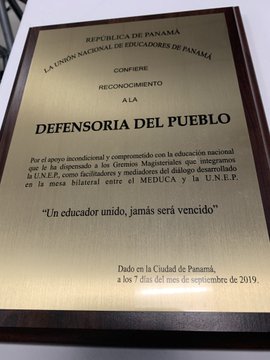 REPÚBLICA DE PANAMÁ
LA UNIÓN NACIONAL DE EDUCADORES DE PANAMÁ
CONFIERE
RECONOCIMIENTO
A LA
DEFENSORIA DEL PUEBLO
Por el apoyo incondicional y comprometido con la educación nacional
que le ha dispensado a los Gremios Magisteriales que integramos
la U.N.E.P., como facilitadores y mediadores del diálogo desarrollado
en la mesa bilateral entre el MEDUCA y la U.N.E.P.
“Un educador unido, jamás será vencido”
Dado en la Ciudad de Panamá,
a los 7 días del mes de septiembre de 2019.